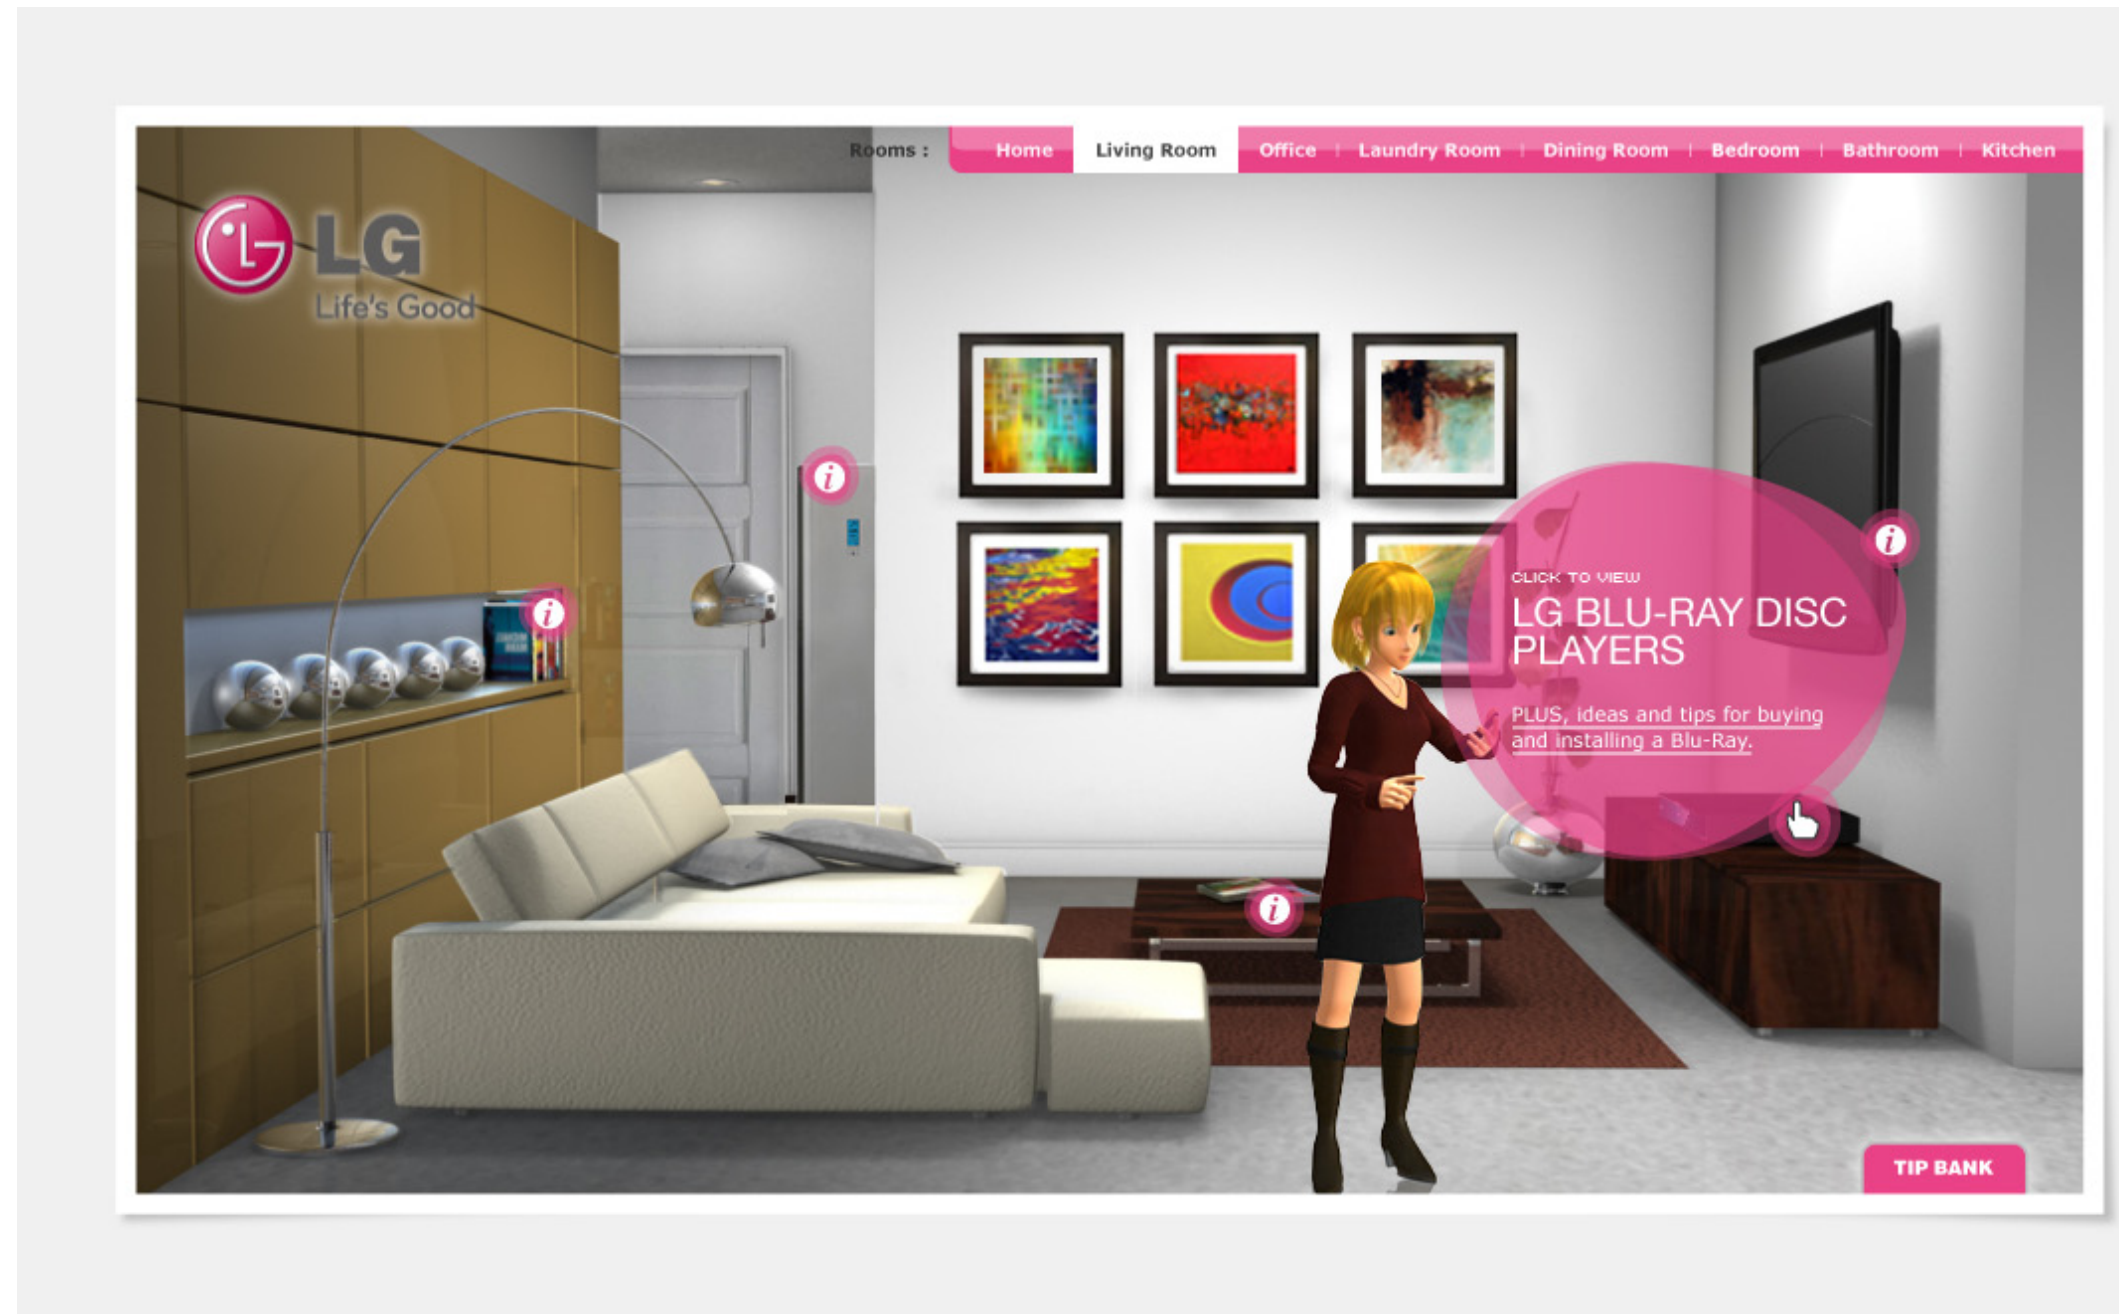 Rooms :
Home
Living Room
Office
Laundry Room
Dining Room
Bedroom
Bathroom
Kitchen
LG
Life's Good
i
i
i
i
CLICK TO VIEW
LG BLU-RAY DISC
PLAYERS
PLUS, ideas and tips for buying
and installing a Blu-Ray.
TIP BANK